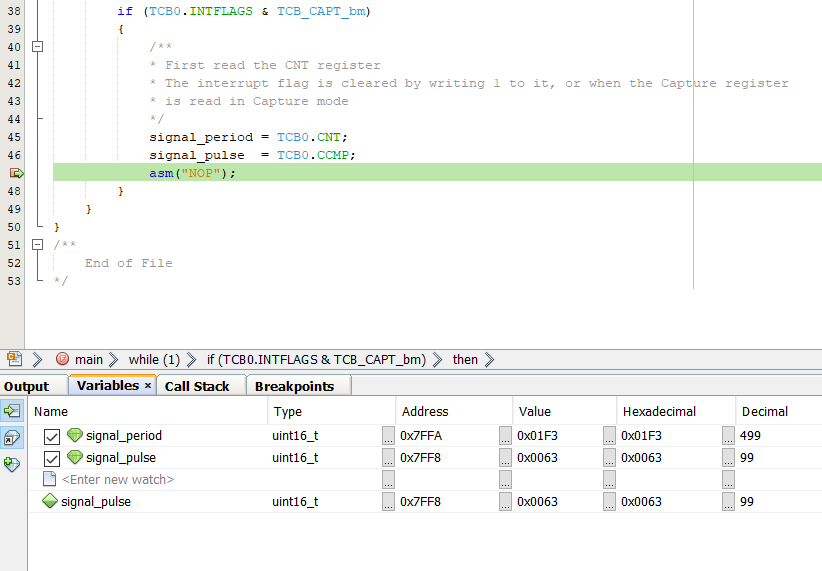 38 if (TCB0.INTFLAGS & TCB_CAPT_bm)
39 {
40 /**
41 * First read the CNT register
42 * The interrupt flag is cleared by writing 1 to it, or when the Capture register
43 * is read in Capture mode
44 */
45 signal_period = TCB0.CNT;
46 signal_pulse  = TCB0.CCMP;
asm("NOP");
48 }
49 }
50 }
51 /**
52 End of File
53 */
main while (1) if (TCB0.INTFLAGS & TCB_CAPT_bm) then
Output Variables × Call Stack Breakpoints
Name Type Address Value Hexadecimal Decimal
signal_period uint16_t ... 0x7FFA ... 0x01F3 ... 0x01F3 ... 499
signal_pulse uint16_t ... 0x7FF8 ... 0x0063 ... 0x0063 ... 99
<Enter new watch> ... ... ... ...
signal_pulse uint16_t ... 0x7FF8 ... 0x0063 ... 0x0063 ... 99